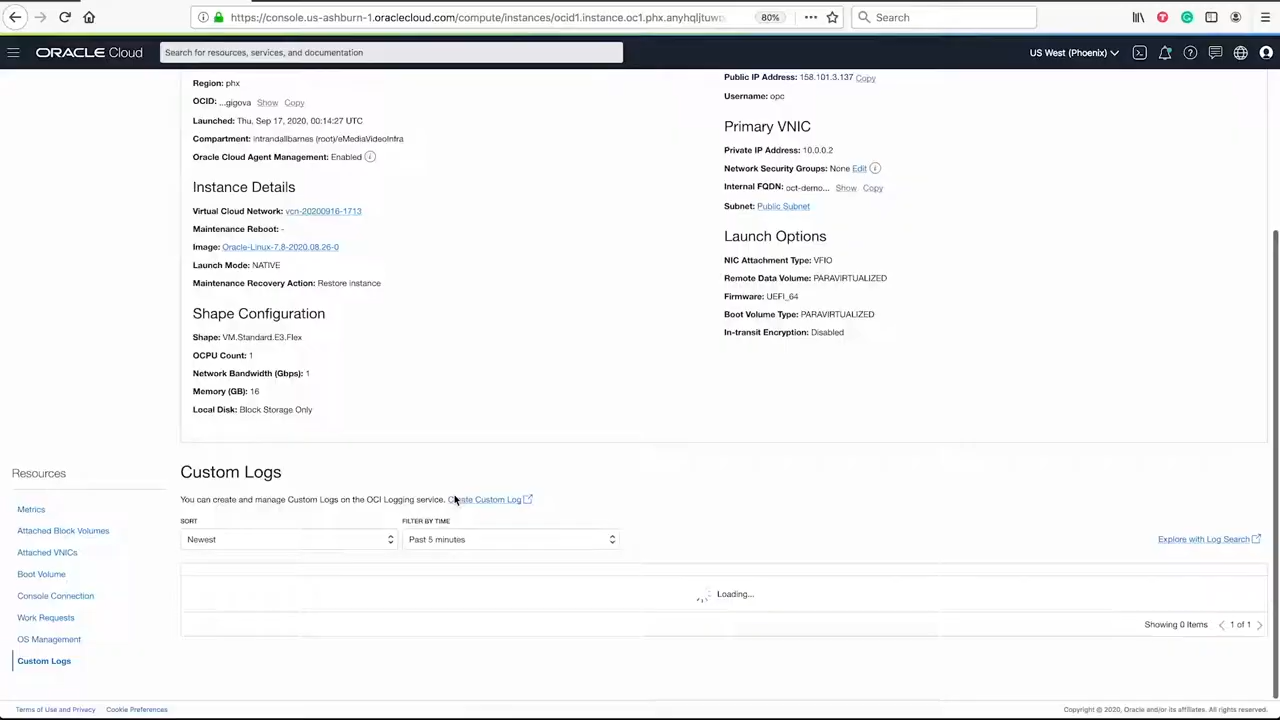 https://console.us-ashburn-1.oraclecloud.com/compute/instances/ocid1.instance.oc1.phx.anyhqljtuw
80%
Search
ORACLE Cloud
Search for resources, services, and documentation
US West (Phoenix)
Region: phx
OCID: ...gigova Show Copy
Launched: Thu, Sep 17, 2020, 00:14:27 UTC
Compartment: intrandallbarnes (root)/eMediaVideoInfra
Oracle Cloud Agent Management: Enabled
Instance Details
Virtual Cloud Network: vcn-20200916-1713
Maintenance Reboot: -
Image: Oracle-Linux-7.8-2020.08.26-0
Launch Mode: NATIVE
Maintenance Recovery Action: Restore instance
Shape Configuration
Shape: VM.Standard.E3.Flex
OCPU Count: 1
Network Bandwidth (Gbps): 1
Memory (GB): 16
Local Disk: Block Storage Only
Public IP Address: 158.101.3.137 Copy
Username: opc
Primary VNIC
Private IP Address: 10.0.0.2
Network Security Groups: None Edit
Internal FQDN: oct-demo... Show Copy
Subnet: Public Subnet
Launch Options
NIC Attachment Type: VFIO
Remote Data Volume: PARAVIRTUALIZED
Firmware: UEFI_64
Boot Volume Type: PARAVIRTUALIZED
In-transit Encryption: Disabled
Resources
Metrics
Attached Block Volumes
Attached VNICs
Boot Volume
Console Connection
Work Requests
OS Management
Custom Logs
Custom Logs
You can create and manage Custom Logs on the OCI Logging service. Create Custom Log
SORT
Newest
FILTER BY TIME
Past 5 minutes
Explore with Log Search
Loading...
Showing 0 Items 1 of 1
Terms of Use and Privacy Cookie Preferences
Copyright © 2020, Oracle and/or its affiliates. All rights reserved.